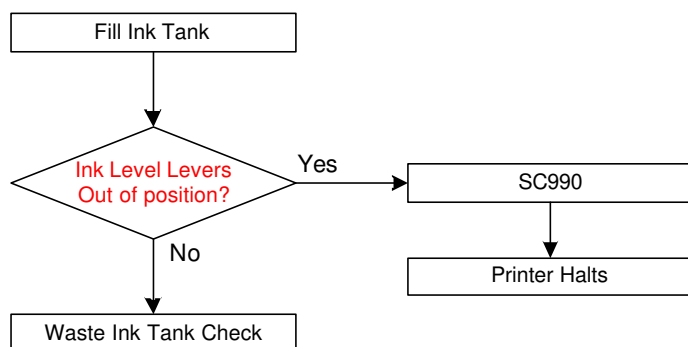 Fill Ink Tank
Ink Level Levers
Out of position?
Yes
SC990
No
Printer Halts
Waste Ink Tank Check